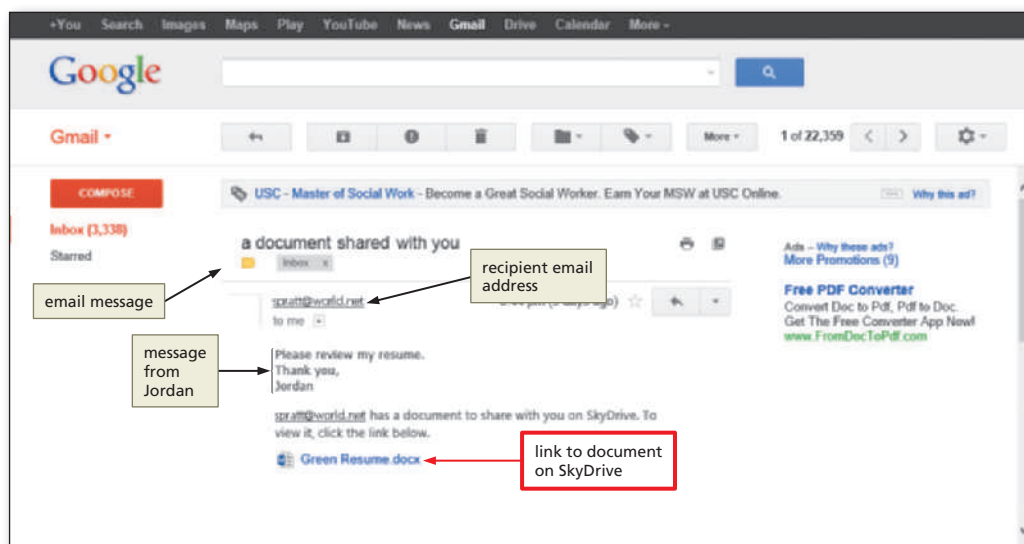 +You Search Images Maps Play YouTube News Gmail Drive Calendar More
Google
Gmail
More
1 of 22,359
COMPOSE
USC - Master of Social Work - Become a Great Social Worker. Earn Your MSW at USC Online.
Why this ad?
Inbox (3,338)
Starred
a document shared with you
Inbox x
Ads – Why these ads?
More Promotions (9)
email message
recipient email
address
spratt@world.net
ago)
to me
Free PDF Converter
Convert Doc to Pdf, Pdf to Doc.
Get The Free Converter App Now!
www.FromDocToPdf.com
message
from
Jordan
Please review my resume.
Thank you,
Jordan
spratt@world.net has a document to share with you on SkyDrive. To
view it, click the link below.
Green Resume.docx
link to document
on SkyDrive